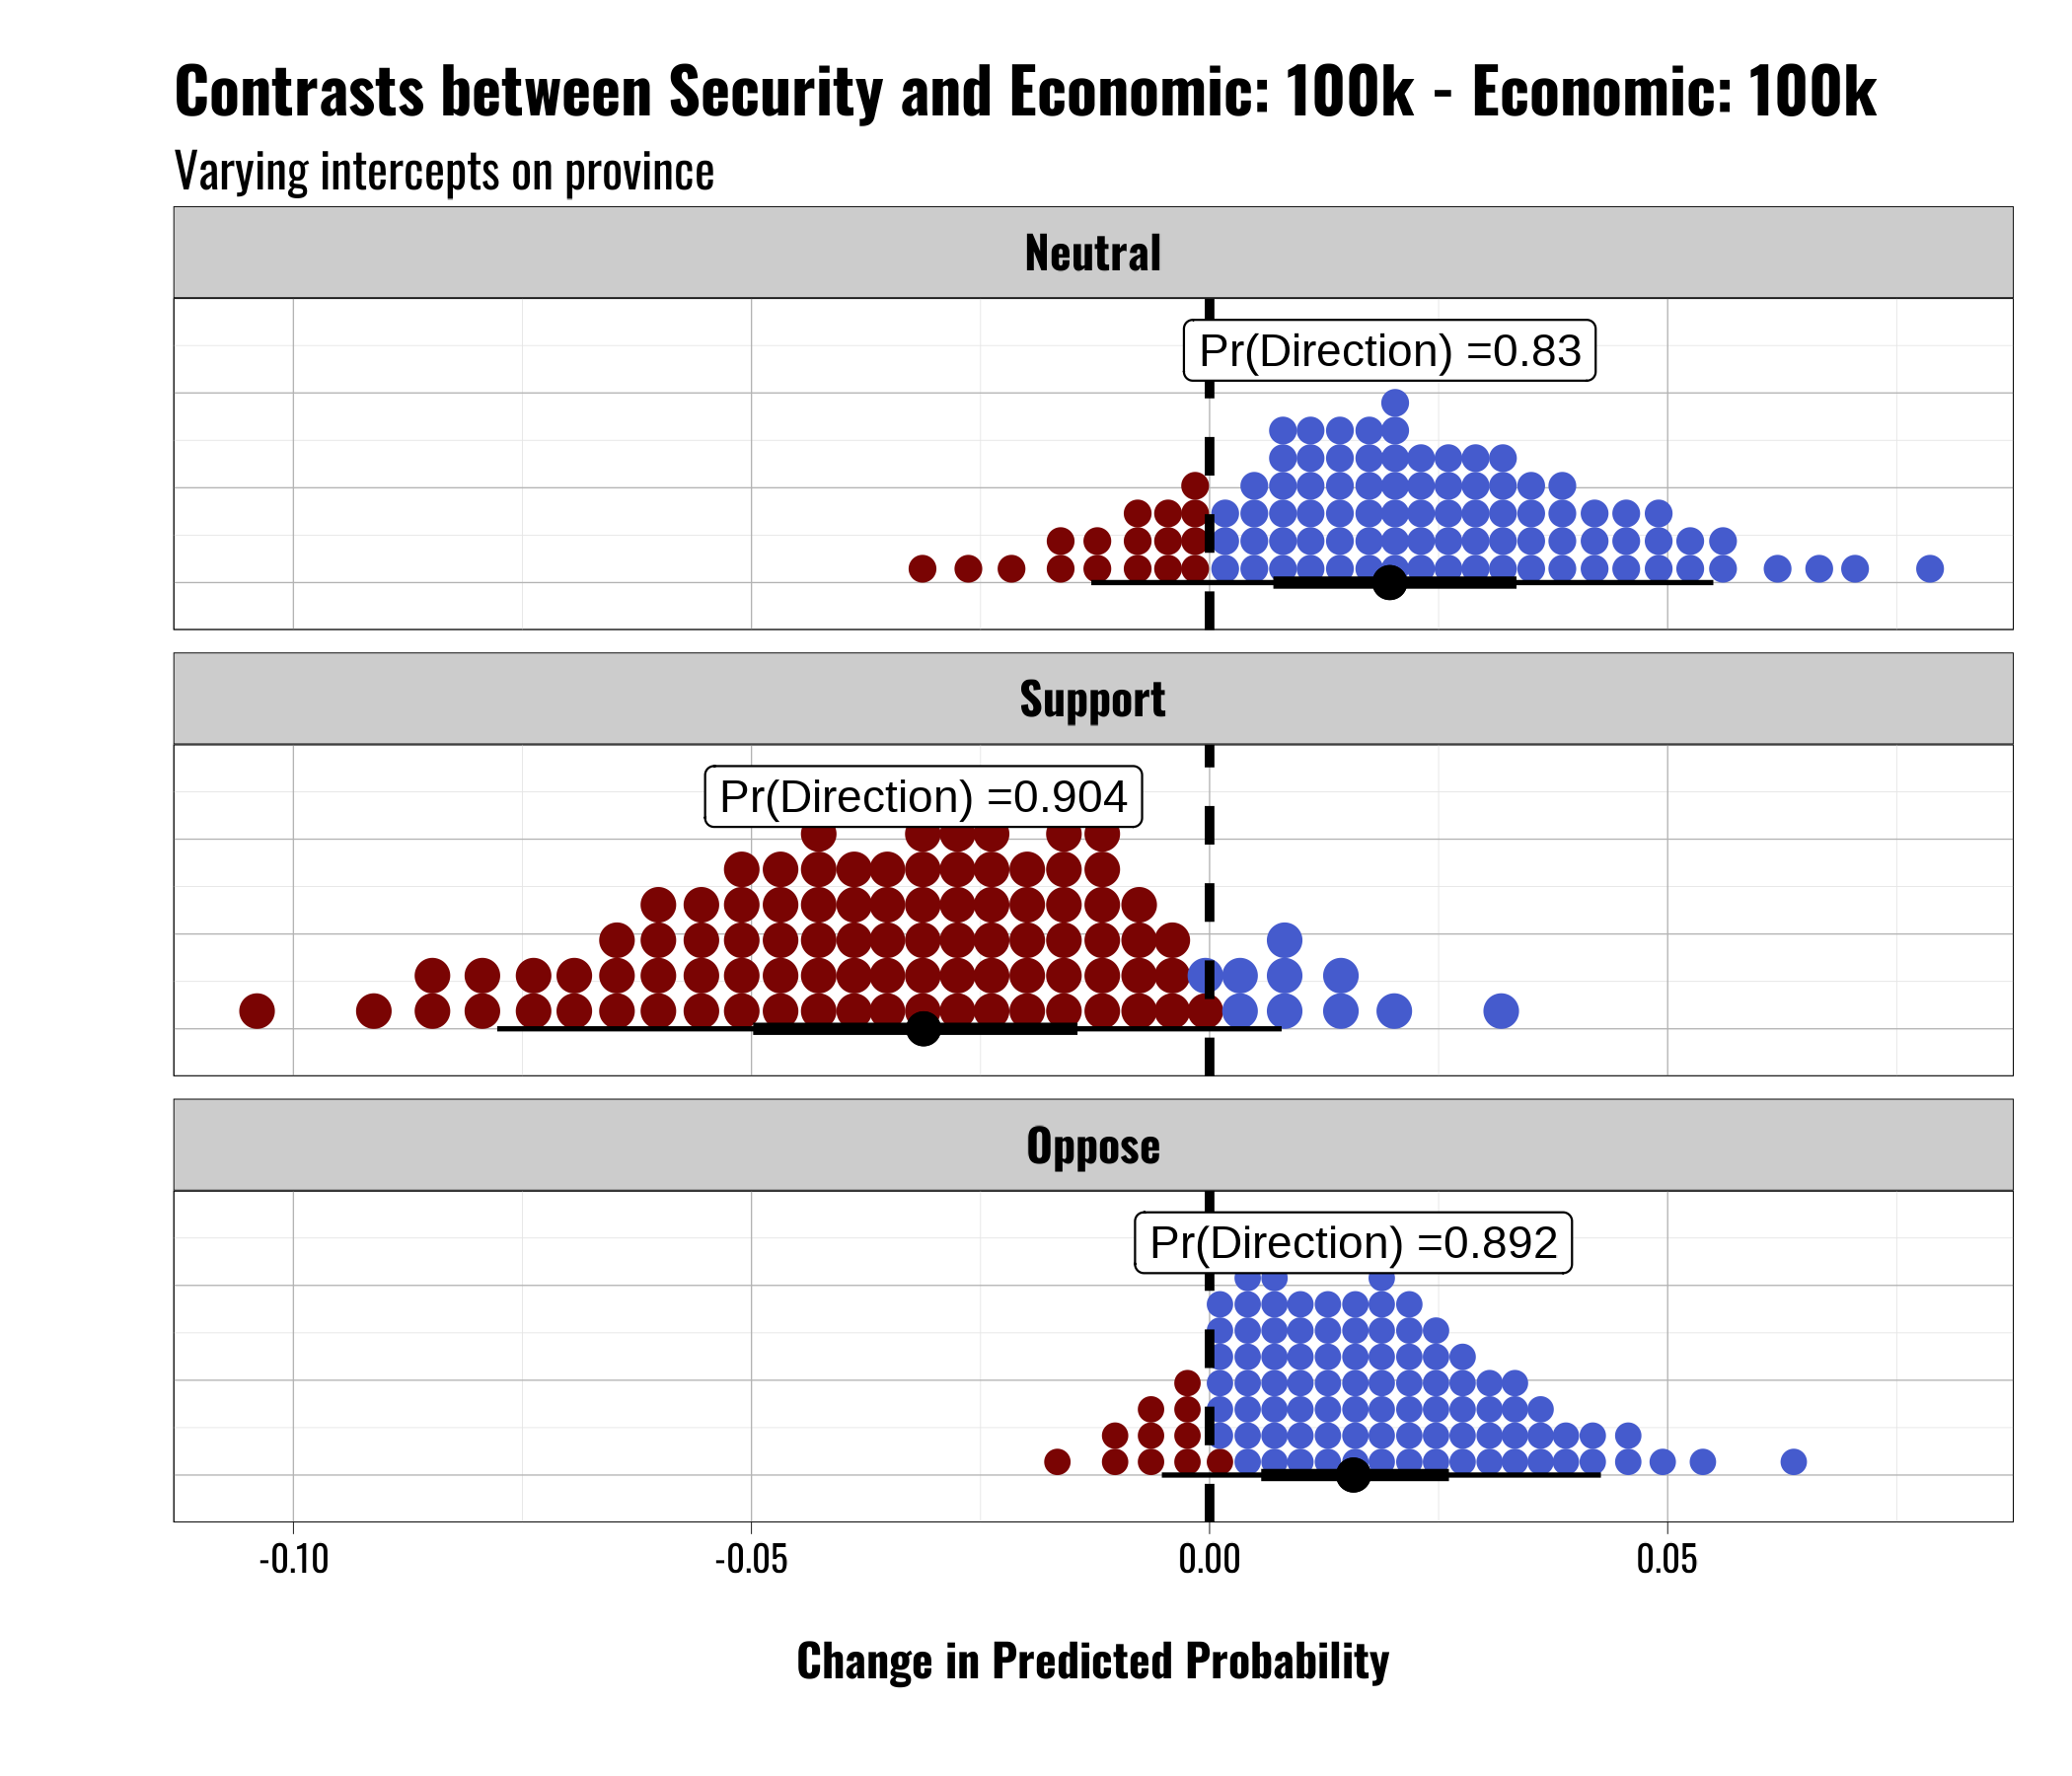 Contrasts between Security and Economic: 100k - Economic: 100k
Varying intercepts on province
Neutral
Pr(Direction) =0.83
Support
Pr(Direction) =0.904
Oppose
Pr(Direction) =0.892
-0.10 -0.05 0.00 0.05
Change in Predicted Probability